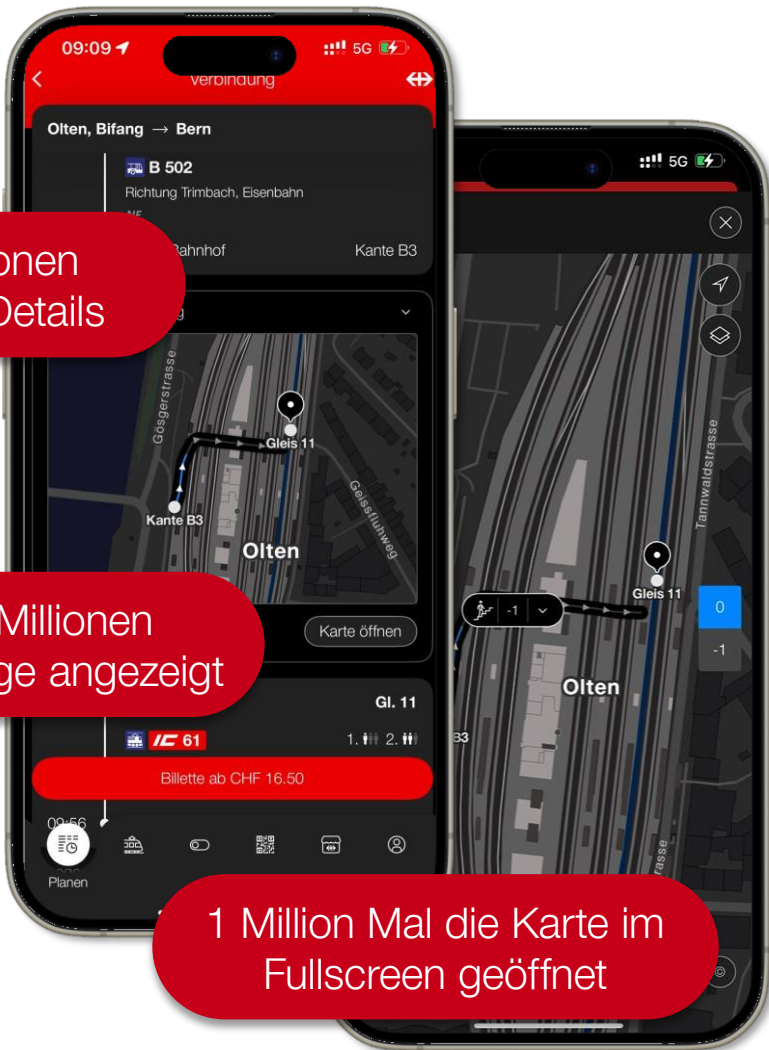 09:09
5G
Verbindung
Olten, Bifang → Bern
B 502
Richtung Trimbach, Eisenbahn
NF
Bahnhof
Kante B3
Gösgerstrasse
Gleis 11
Kante B3
Geissfluhweg
Olten
Karte öffnen
Gl. 11
IC 61
1.
2.
Billette ab CHF 16.50
09:56
Planen
5G
Tannwaldstrasse
Gleis 11
-1
0
-1
Olten
B3
rasse
©
onen
Details
Millionen
ge angezeigt
1 Million Mal die Karte im
Fullscreen geöffnet